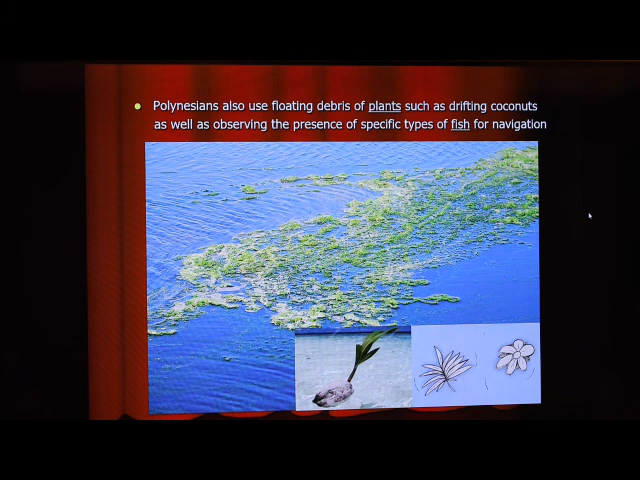 Polynesians also use floating debris of plants such as drifting coconuts
as well as observing the presence of specific types of fish for navigation